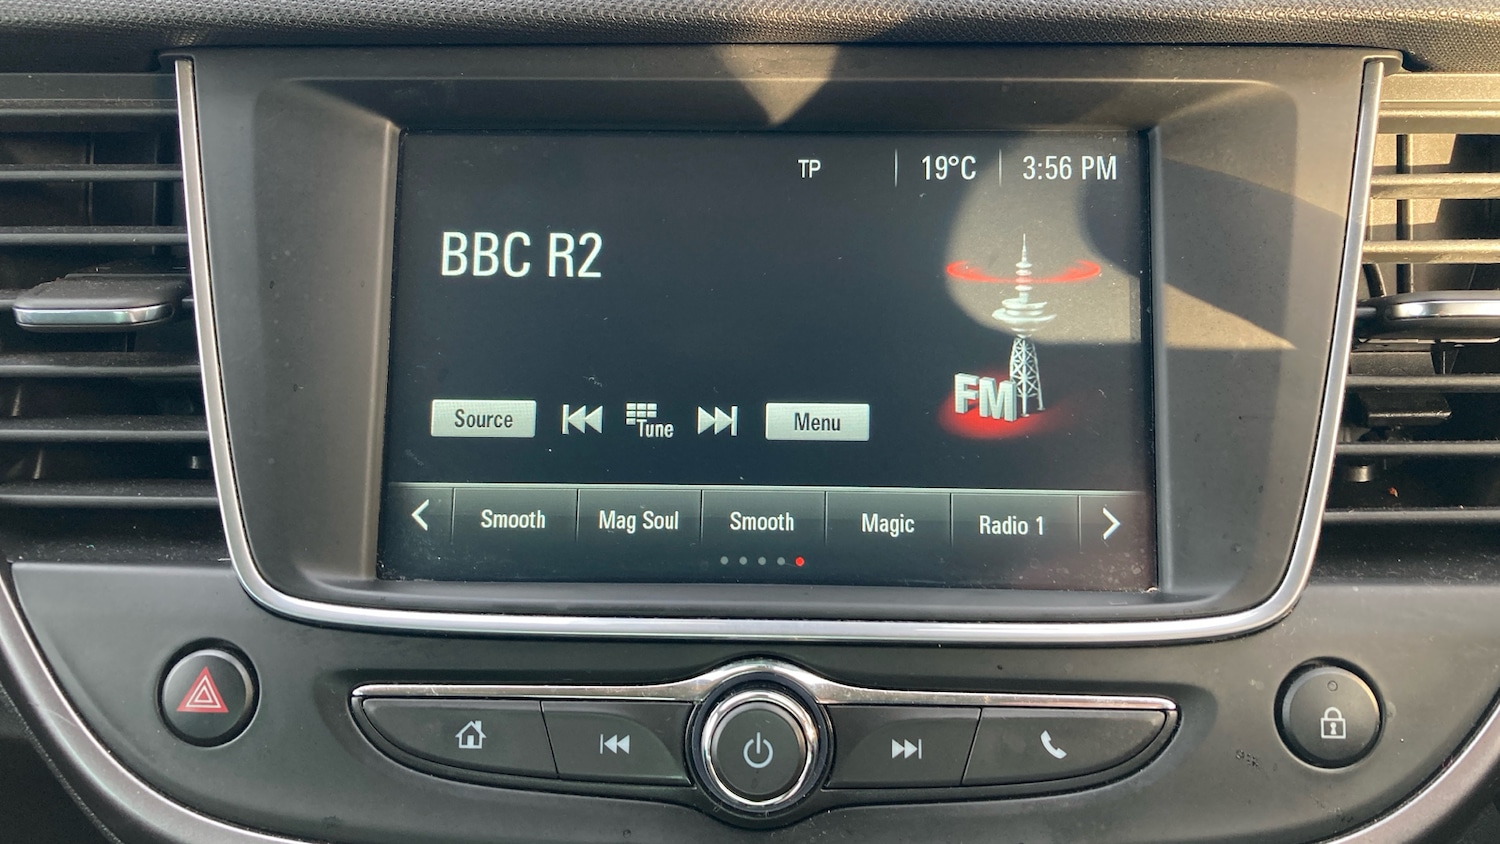 TP 19°C 3:56 PM
BBC R2
FM
Source Tune Menu
Smooth Mag Soul Smooth Magic Radio 1